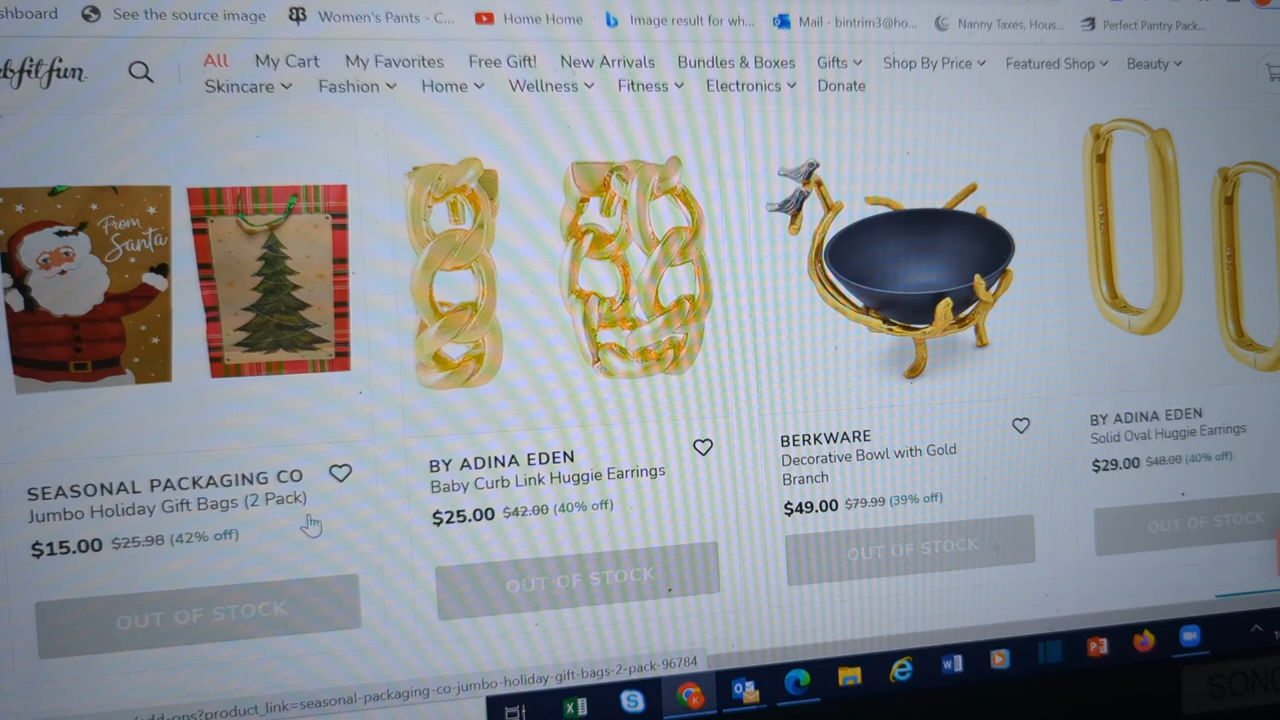 shboard See the source image Women's Pants - C... Home Home Image result for wh... Mail - bintrim3@ho... Nanny Taxes, Hous... Perfect Pantry Pack...
bfitfun
All My Cart My Favorites Free Gift! New Arrivals Bundles & Boxes Gifts Shop By Price Featured Shop Beauty
Skincare Fashion Home Wellness Fitness Electronics Donate
From
Santa
SEASONAL PACKAGING CO
Jumbo Holiday Gift Bags (2 Pack)
$15.00 $25.98 (42% off)
OUT OF STOCK
BY ADINA EDEN
Baby Curb Link Huggie Earrings
$25.00 $42.00 (40% off)
OUT OF STOCK
BERKWARE
Decorative Bowl with Gold
Branch
$49.00 $79.99 (39% off)
OUT OF STOCK
BY ADINA EDEN
Solid Oval Huggie Earrings
$29.00 $48.00 (40% off)
OUT OF STOCK
add-ons?product_link=seasonal-packaging-co-jumbo-holiday-gift-bags-2-pack-96784
SONG